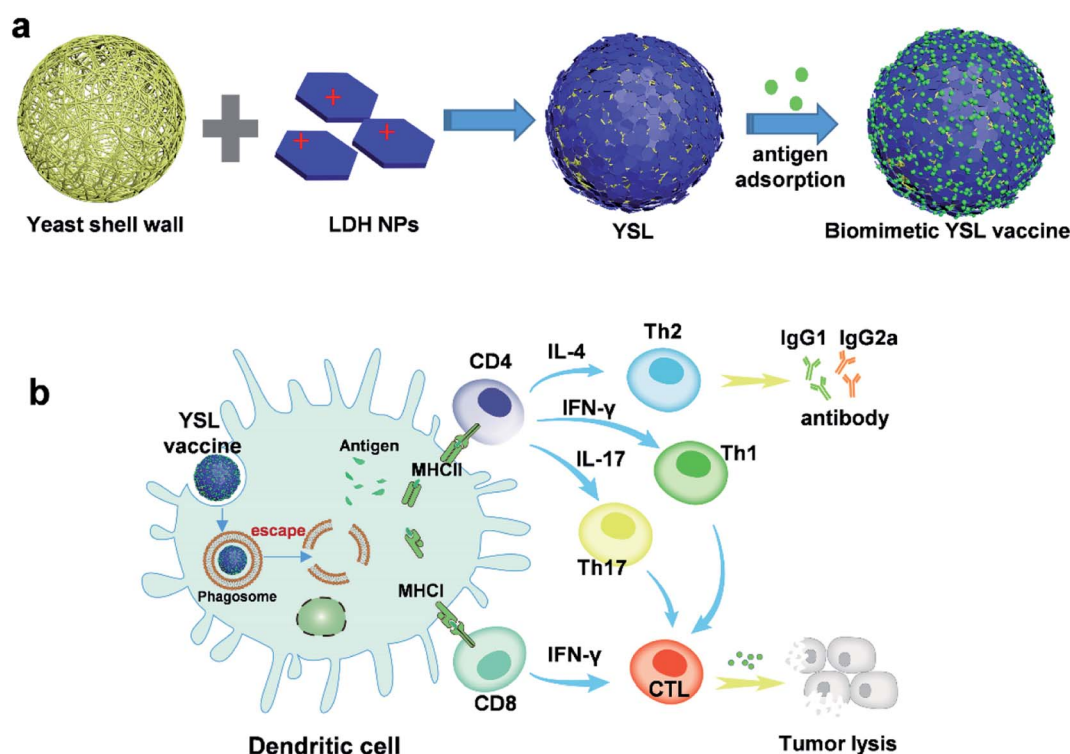 a
Yeast shell wall
+
+
+
LDH NPs
YSL
antigen
adsorption
Biomimetic YSL vaccine
b
YSL
vaccine
escape
Phagosome
Antigen
MHCII
MHCI
CD4
CD8
IL-4
IFN-γ
IL-17
Th2
Th1
Th17
IgG1 IgG2a
antibody
IFN-γ
CTL
Dendritic cell
Tumor lysis